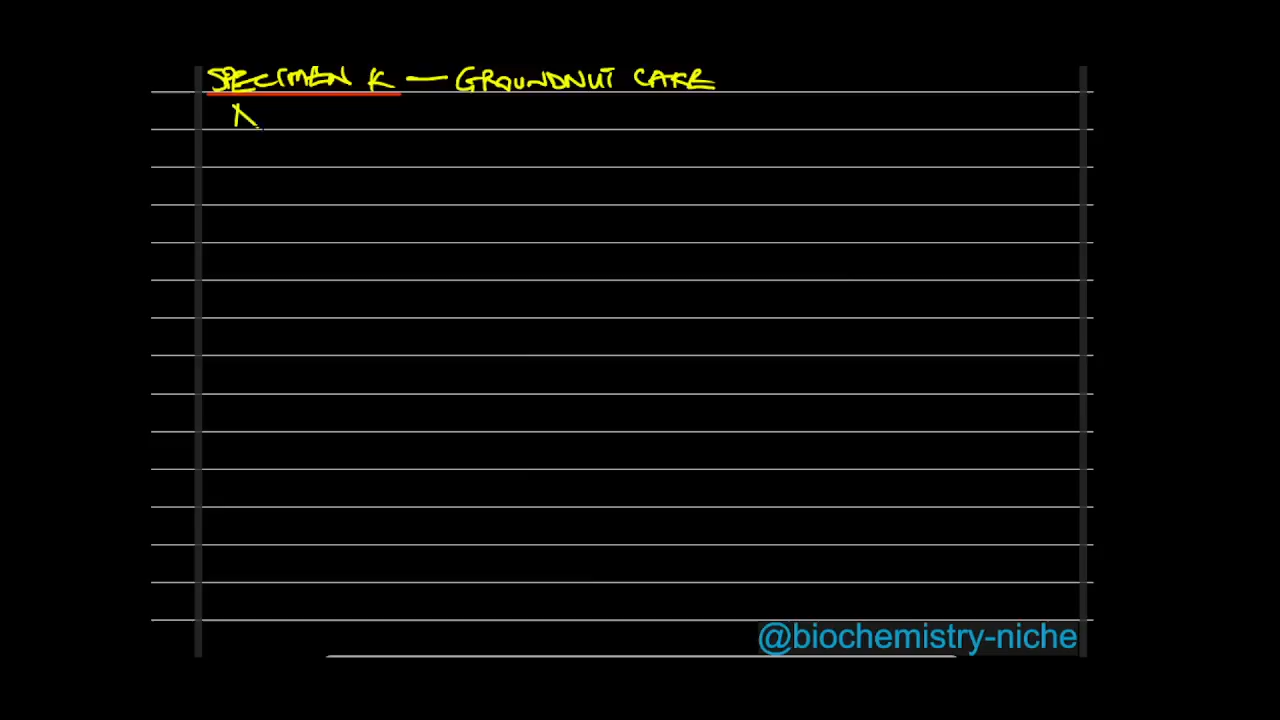 SPECIMEN K — GROUNDNUT CAKE
@biochemistry-niche